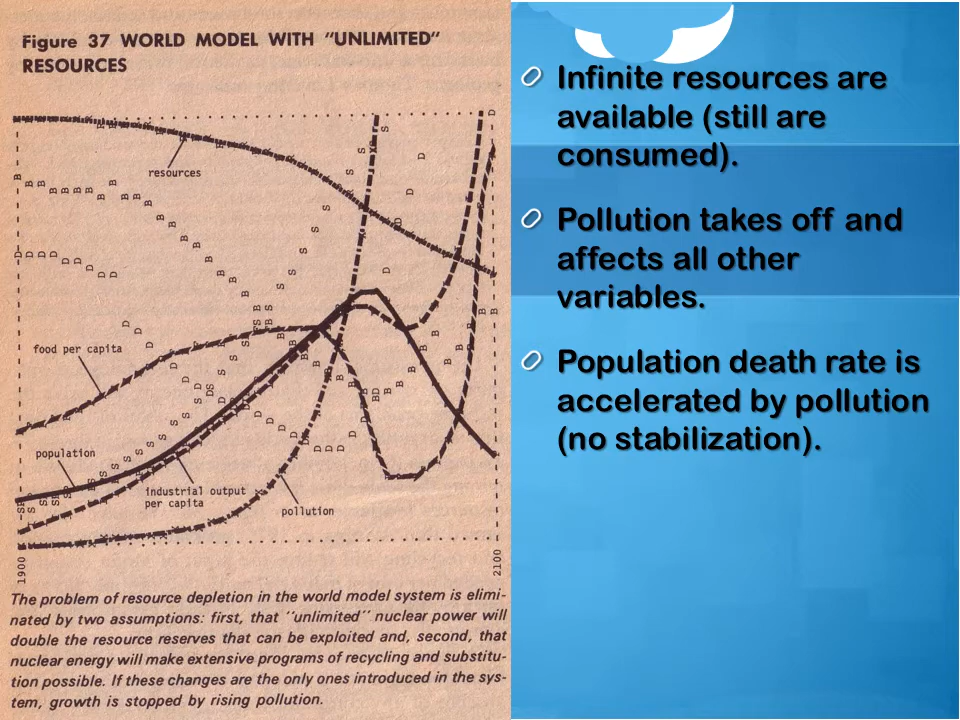 Figure 37 WORLD MODEL WITH "UNLIMITED"
RESOURCES
resources
food per capita
population
industrial output
per capita
pollution
1900
2100
The problem of resource depletion in the world model system is elimi-
nated by two assumptions: first, that "unlimited" nuclear power will
double the resource reserves that can be exploited and, second, that
nuclear energy will make extensive programs of recycling and substitu-
tion possible. If these changes are the only ones introduced in the sys-
tem, growth is stopped by rising pollution.
Infinite resources are
available (still are
consumed).
Pollution takes off and
affects all other
variables.
Population death rate is
accelerated by pollution
(no stabilization).